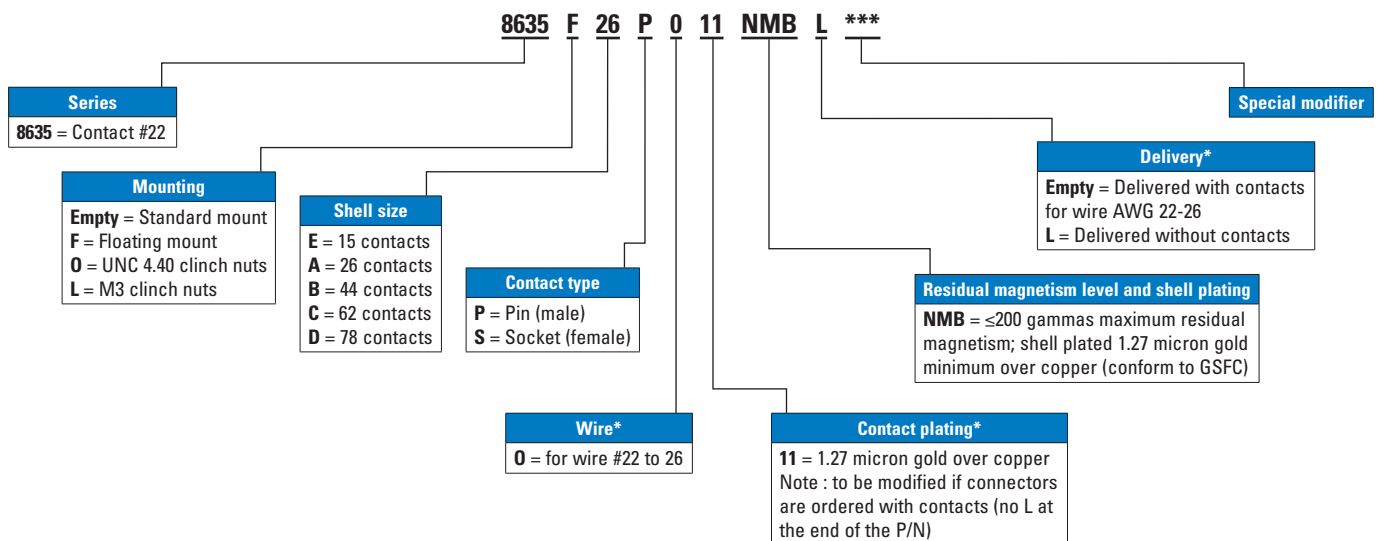 8635 F 26 P 0 11 NMB L ***
Series
8635 = Contact #22
Special modifier
Mounting
Empty = Standard mount
F = Floating mount
O = UNC 4.40 clinch nuts
L = M3 clinch nuts
Shell size
E = 15 contacts
A = 26 contacts
B = 44 contacts
C = 62 contacts
D = 78 contacts
Contact type
P = Pin (male)
S = Socket (female)
Delivery*
Empty = Delivered with contacts
for wire AWG 22-26
L = Delivered without contacts
Residual magnetism level and shell plating
NMB = ≤200 gammas maximum residual
magnetism; shell plated 1.27 micron gold
minimum over copper (conform to GSFC)
Wire*
0 = for wire #22 to 26
Contact plating*
11 = 1.27 micron gold over copper
Note : to be modified if connectors
are ordered with contacts (no L at
the end of the P/N)